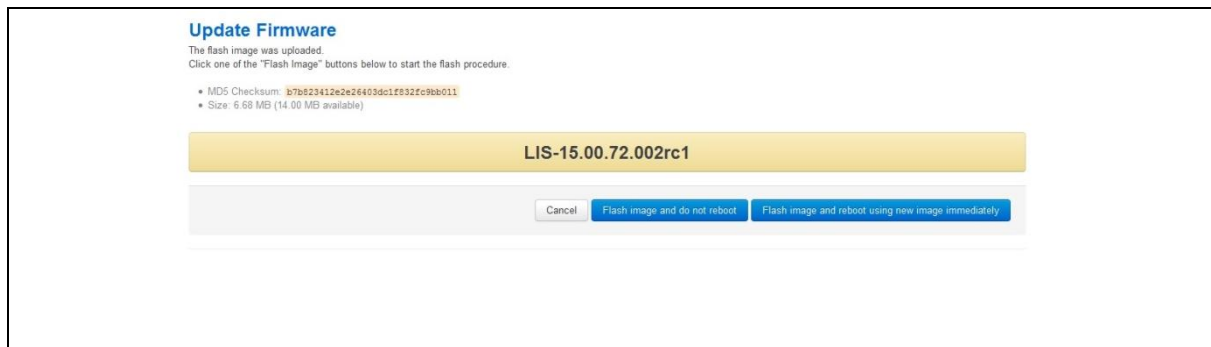 Update Firmware
The flash image was uploaded.
Click one of the "Flash Image" buttons below to start the flash procedure.
MD5 Checksum: b7b823412e2e26403dc1f832fc9bb011
Size: 6.68 MB (14.00 MB available)
LIS-15.00.72.002rc1
Cancel Flash image and do not reboot Flash image and reboot using new image immediately